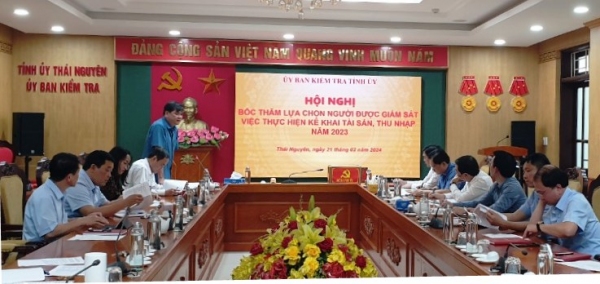 ĐẢNG CỘNG SẢN VIỆT NAM QUANG VINH MUÔN NĂM
TỈNH ỦY THÁI NGUYÊN
ỦY BAN KIỂM TRA
ỦY BAN KIỂM TRA TỈNH ỦY
HỘI NGHỊ
BỐC THĂM LỰA CHỌN NGƯỜI ĐƯỢC GIÁM SÁT
VIỆC THỰC HIỆN KÊ KHAI TÀI SẢN, THU NHẬP
NĂM 2023
Thái Nguyên, ngày 21 tháng 03 năm 2024